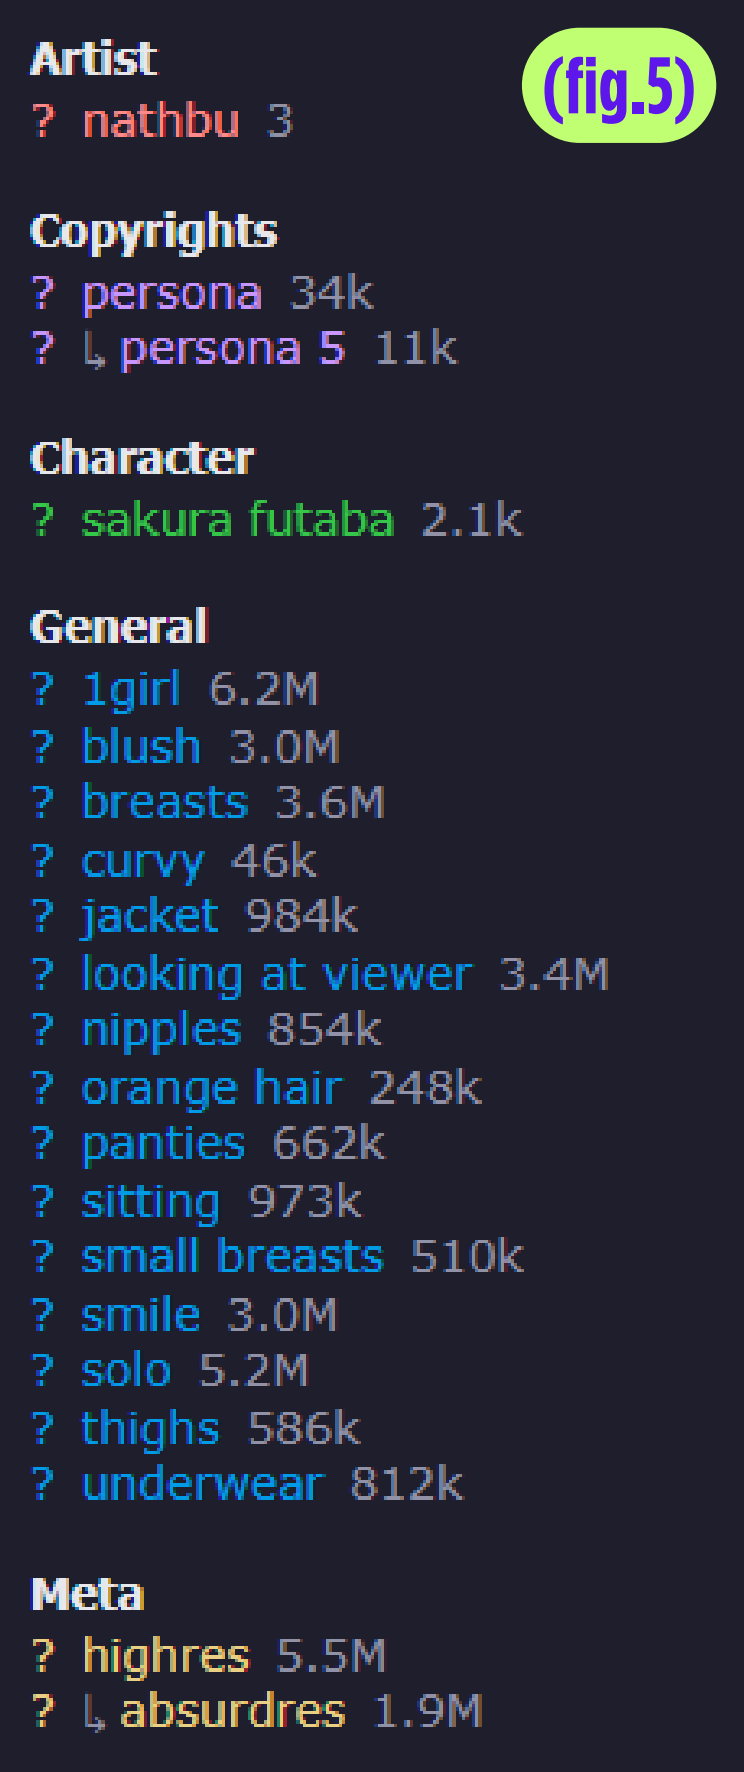 Artist
(fig.5)
? nathbu 3
Copyrights
? persona 34k
? ↳ persona 5 11k
Character
? sakura futaba 2.1k
General
? 1girl 6.2M
? blush 3.0M
? breasts 3.6M
? curvy 46k
? jacket 984k
? looking at viewer 3.4M
? nipples 854k
? orange hair 248k
? panties 662k
? sitting 973k
? small breasts 510k
? smile 3.0M
? solo 5.2M
? thighs 586k
? underwear 812k
Meta
? highres 5.5M
? ↳ absurdres 1.9M